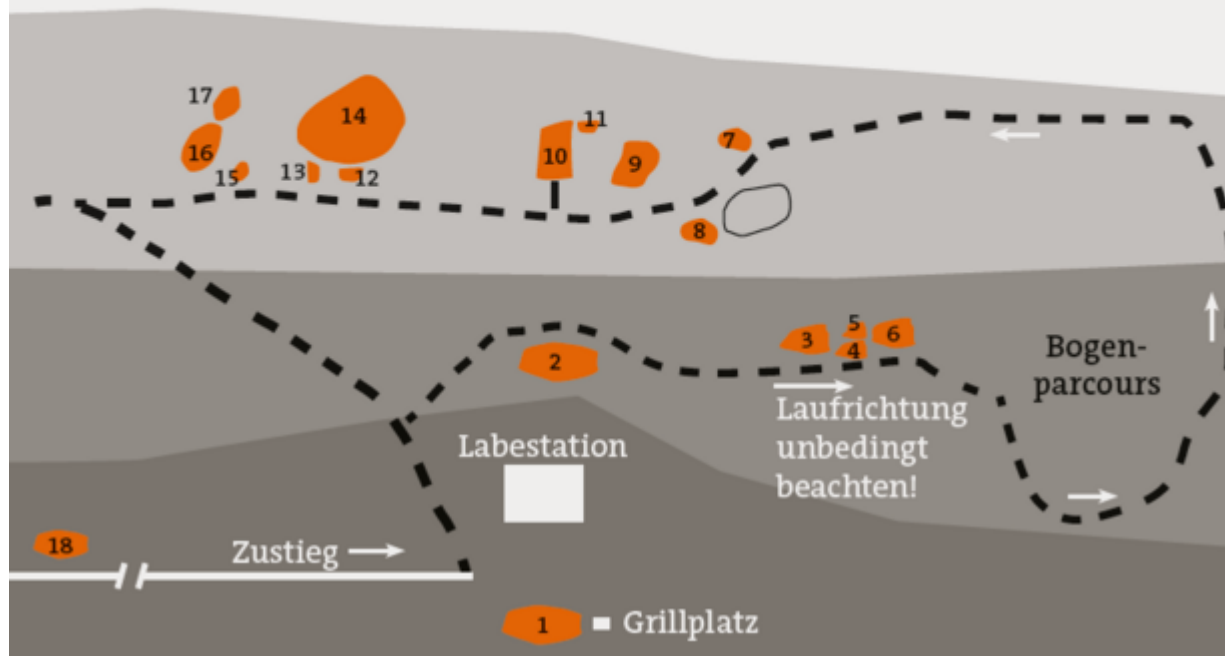 17
14
11
10
16
9
7
15
13
12
8
5
3
6
4
2
Bogen-
parcours
Laufrichtung
unbedingt
beachten!
Labestation
18
Zustieg
1
Grillplatz